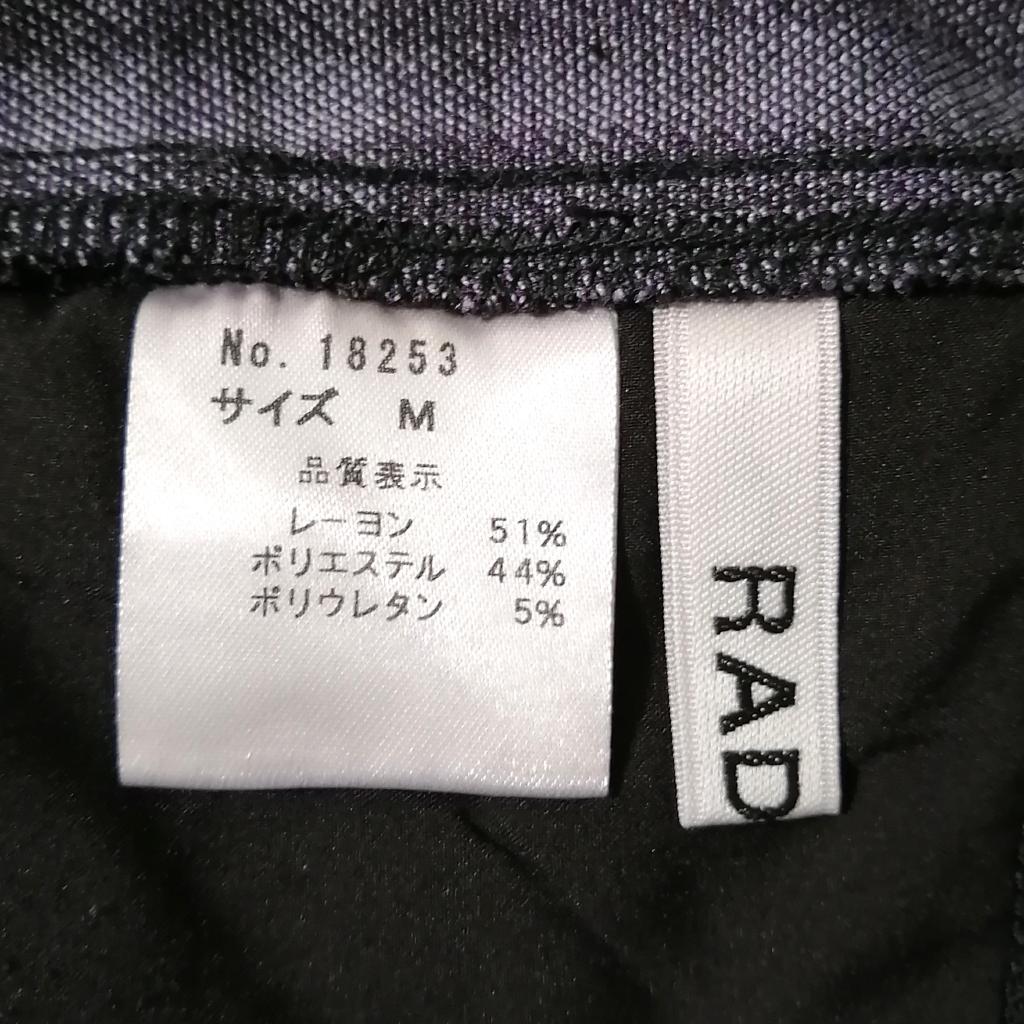 No. 18253
サイズ M
品質表示
レーヨン 51%
ポリエステル 44%
ポリウレタン 5%
RAD